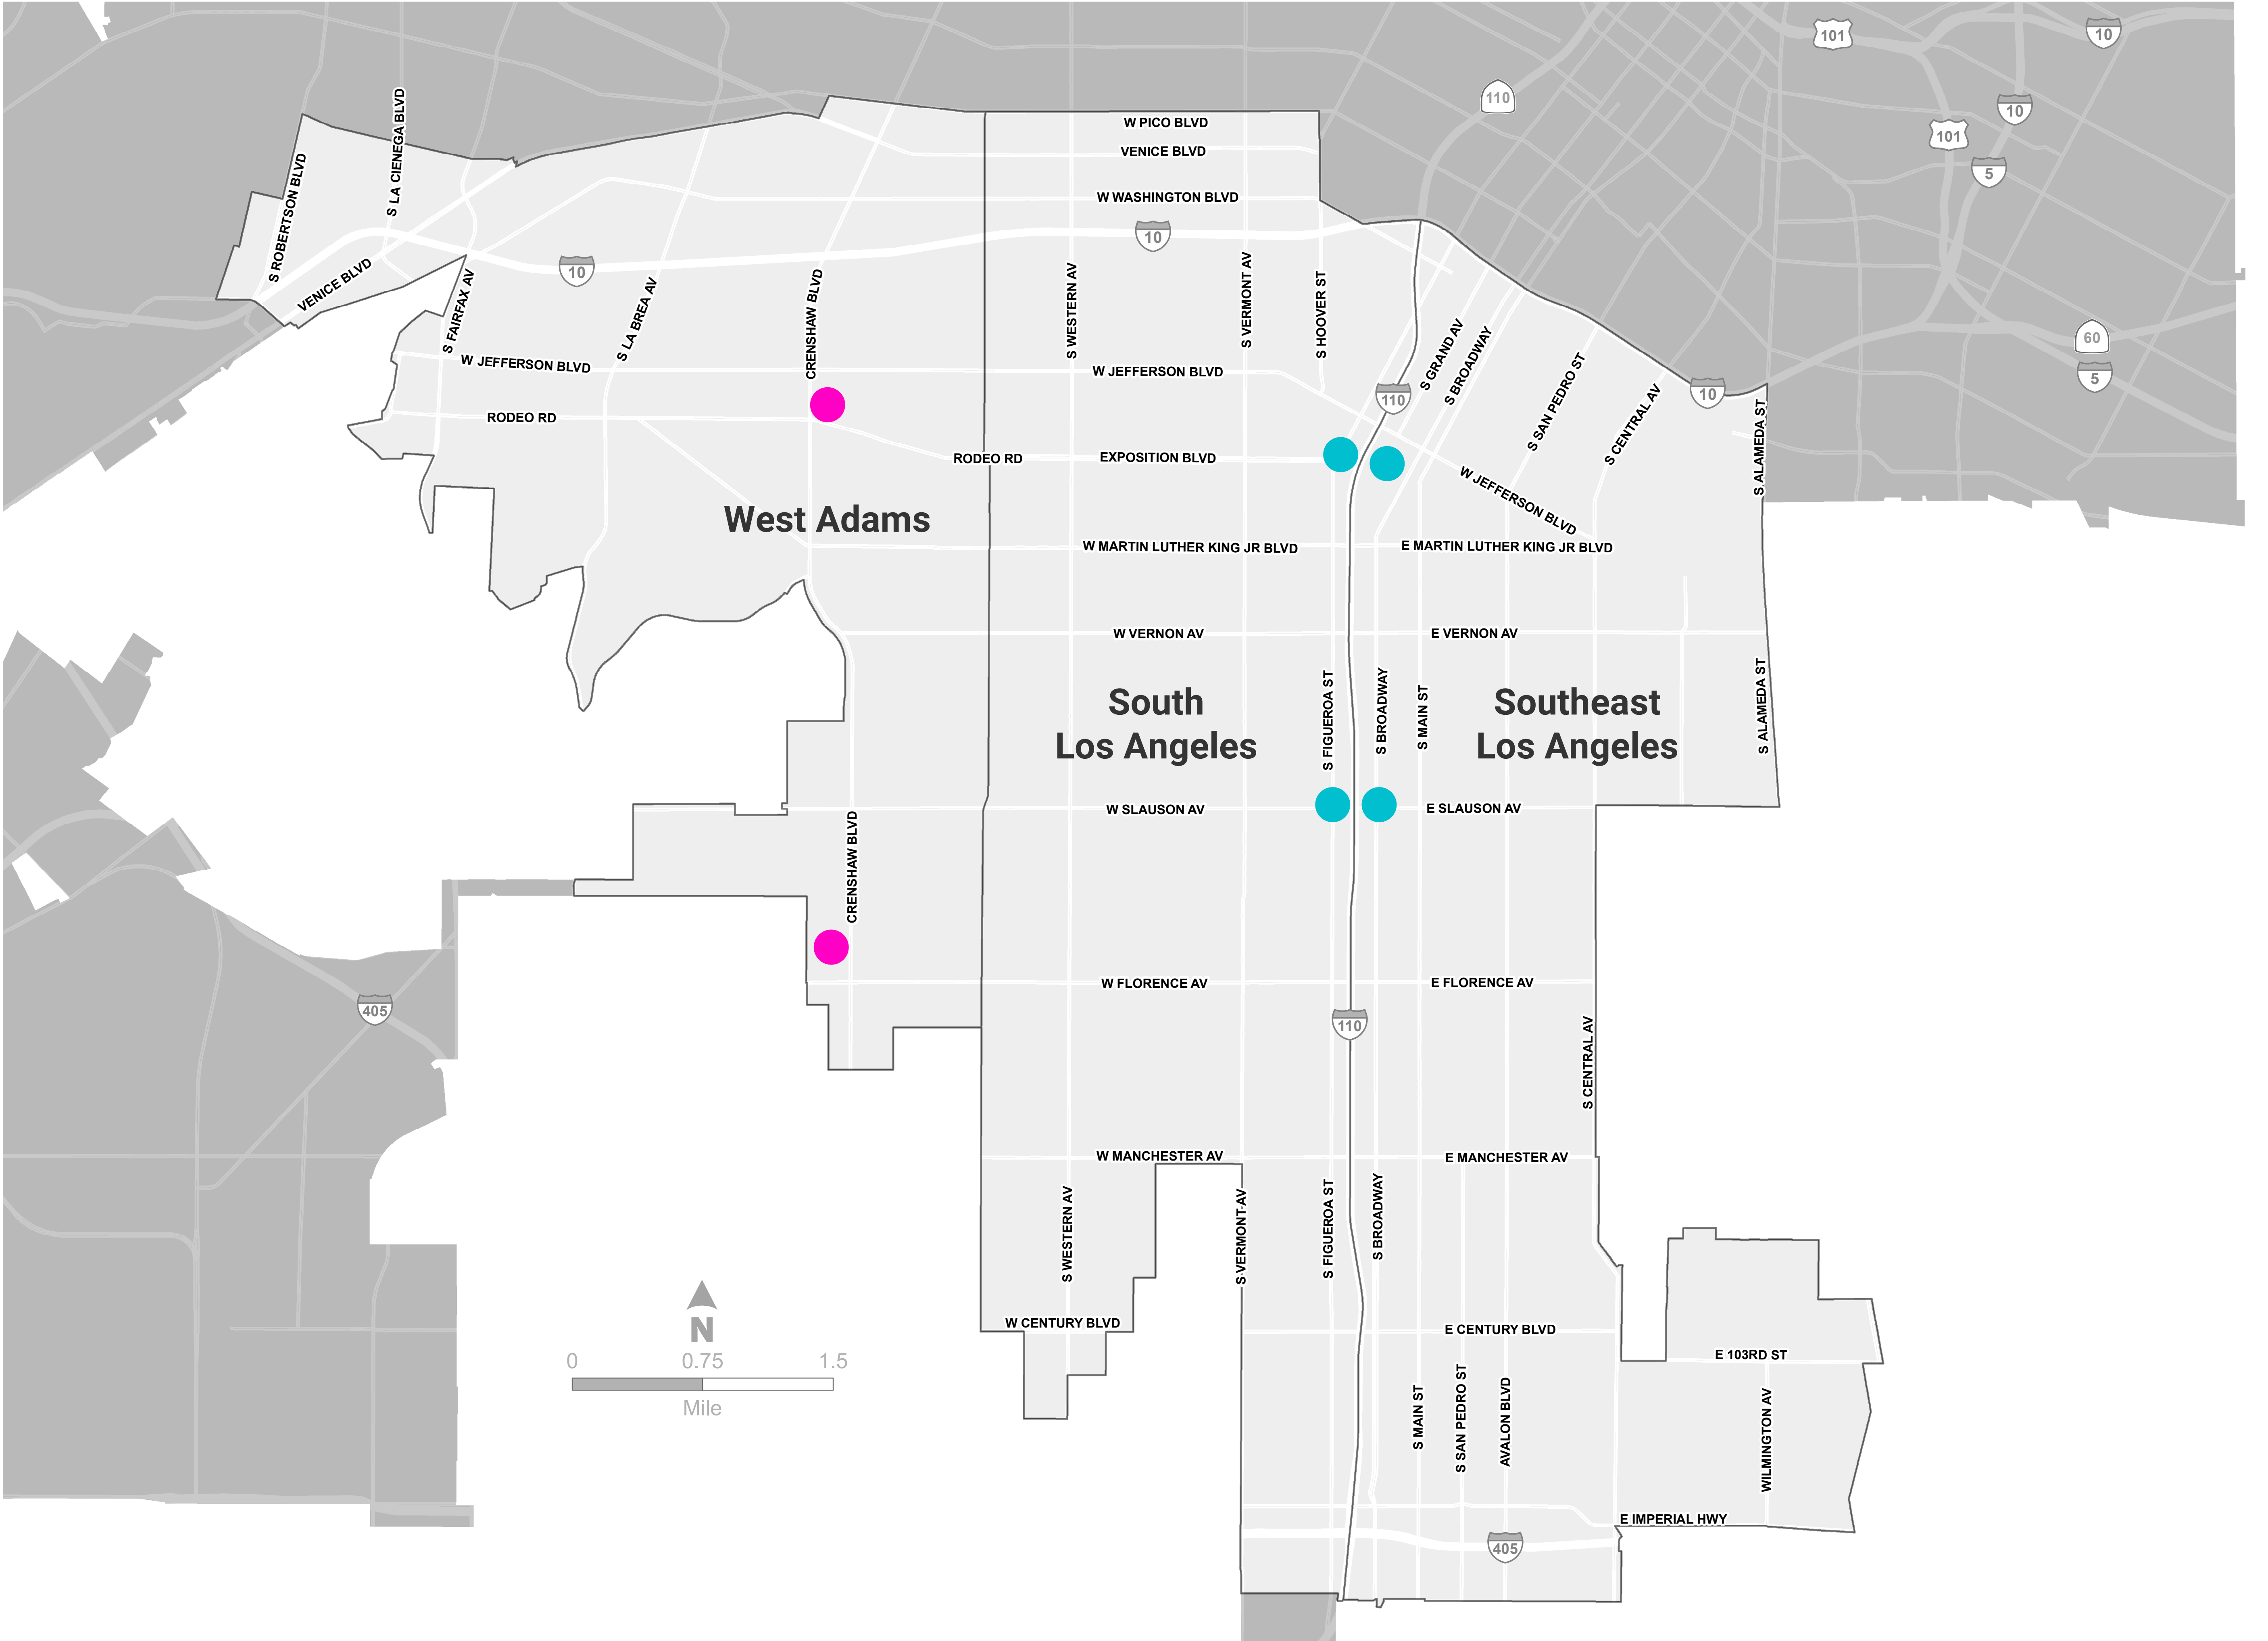 101
10
110
10
101
5
W PICO BLVD
VENICE BLVD
S LA CIENEGA BLVD
S ROBERTSON BLVD
W WASHINGTON BLVD
10
10
VENICE BLVD
S FAIRFAX AV
S LA BREA AV
CRENSHAW BLVD
S WESTERN AV
S VERMONT AV
S HOOVER ST
S GRAND AV
S BROADWAY
S SAN PEDRO ST
S CENTRAL AV
60
5
W JEFFERSON BLVD
W JEFFERSON BLVD
110
10
S ALAMEDA ST
RODEO RD
RODEO RD
EXPOSITION BLVD
W JEFFERSON BLVD
West Adams
W MARTIN LUTHER KING JR BLVD
E MARTIN LUTHER KING JR BLVD
W VERNON AV
E VERNON AV
South
Los Angeles
Southeast
Los Angeles
S FIGUEROA ST
S BROADWAY
S MAIN ST
S ALAMEDA ST
W SLAUSON AV
E SLAUSON AV
CRENSHAW BLVD
W FLORENCE AV
E FLORENCE AV
405
110
S CENTRAL AV
W MANCHESTER AV
E MANCHESTER AV
S WESTERN AV
S VERMONT AV
S FIGUEROA ST
S BROADWAY
W CENTURY BLVD
E CENTURY BLVD
E 103RD ST
N
0 0.75 1.5
Mile
S MAIN ST
S SAN PEDRO ST
AVALON BLVD
WILMINGTON AV
E IMPERIAL HWY
405